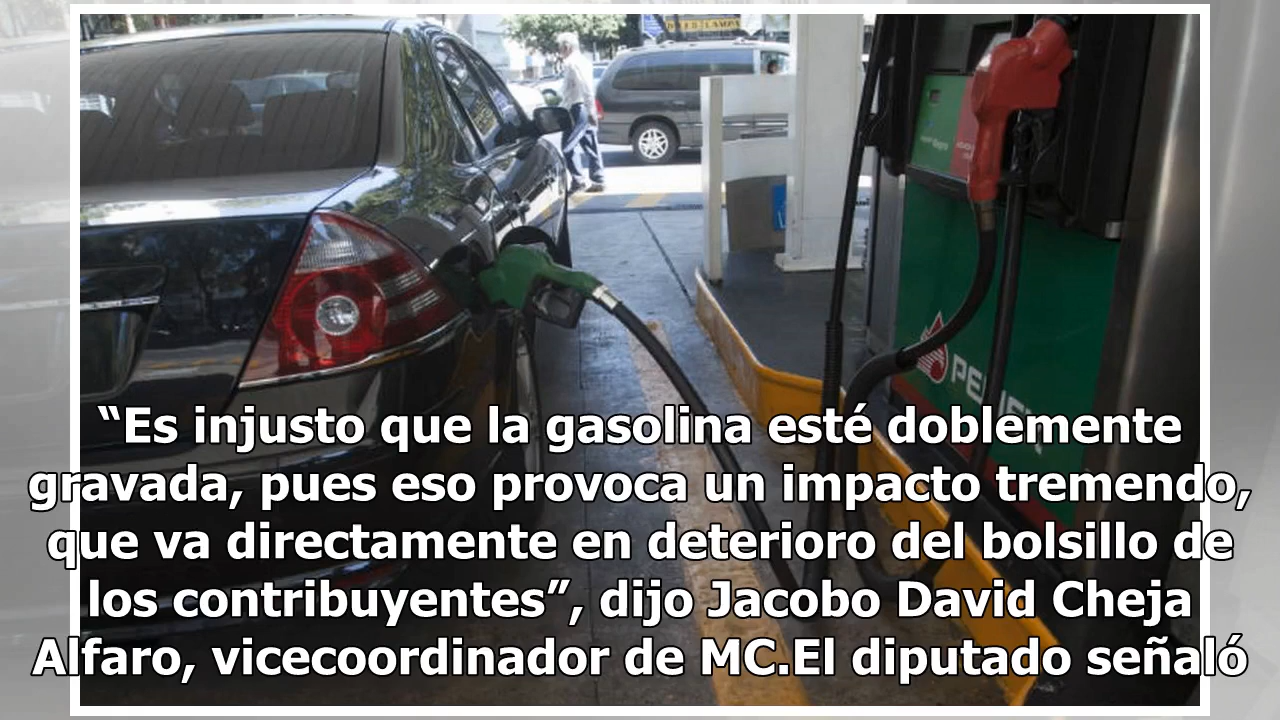 “Es injusto que la gasolina esté doblemente
gravada, pues eso provoca un impacto tremendo,
que va directamente en deterioro del bolsillo de
los contribuyentes”, dijo Jacobo David Cheja
Alfaro, vicecoordinador de MC.El diputado señaló
PEMEX